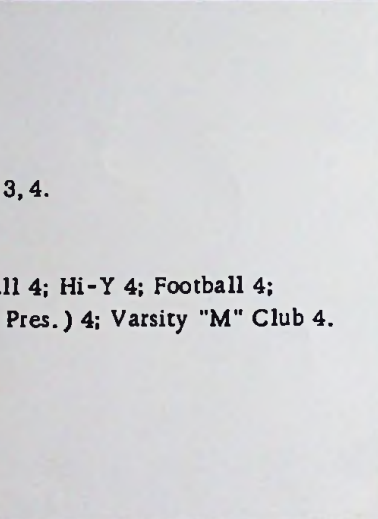 3, 4.
ll 4; Hi-Y 4; Football 4;
Pres. ) 4; Varsity "M" Club 4.